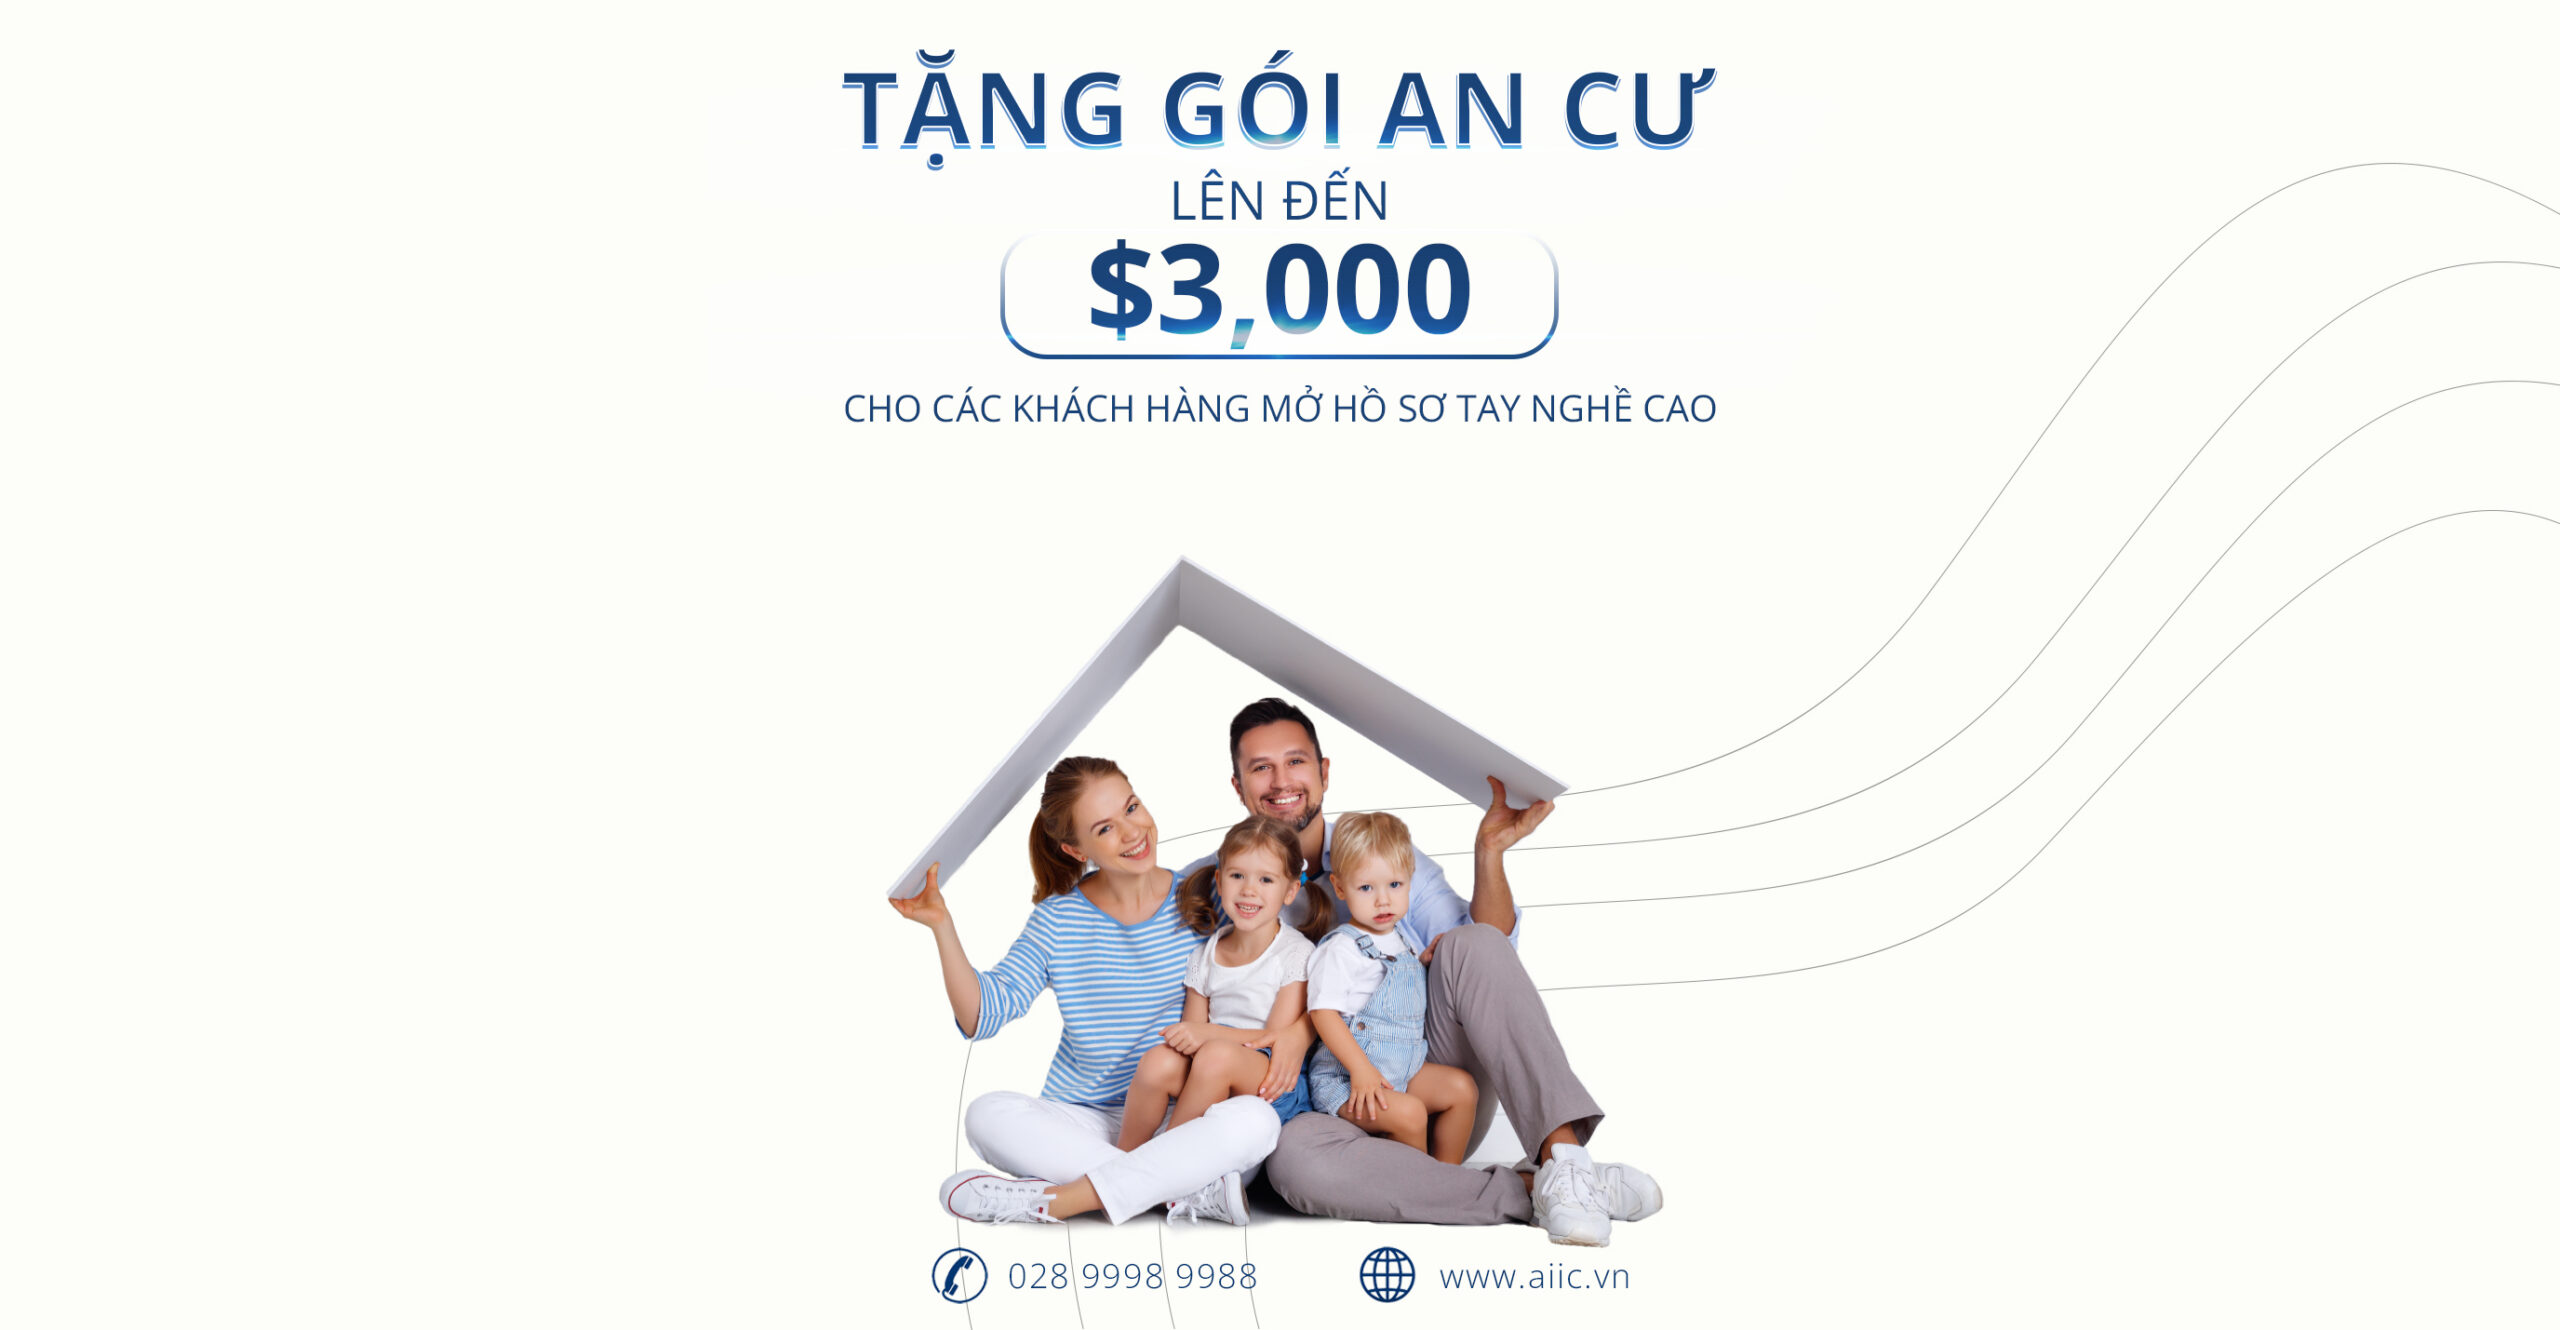 TẶNG GÓI AN CƯ
LÊN ĐẾN
$3,000
CHO CÁC KHÁCH HÀNG MỞ HỒ SƠ TAY NGHỀ CAO
028 9998 9988
www.aiic.vn